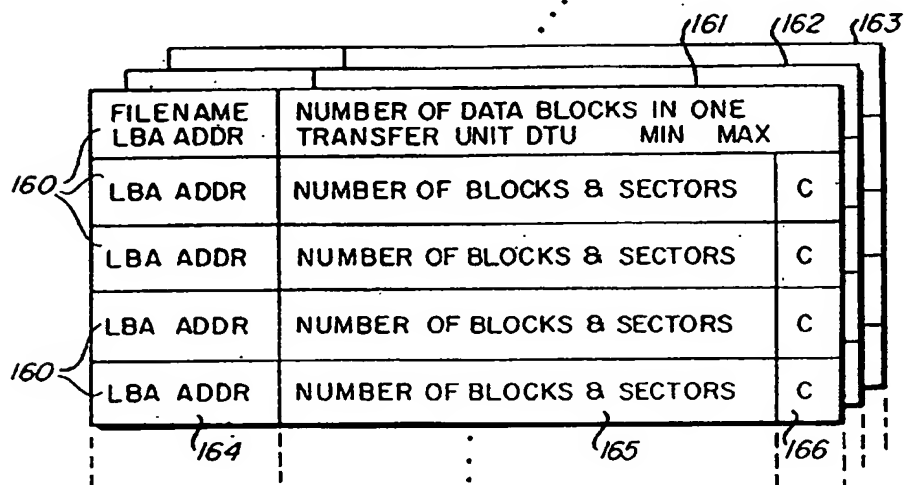 161 162 163
FILENAME
LBA ADDR
NUMBER OF DATA BLOCKS IN ONE
TRANSFER UNIT DTU MIN MAX
160
LBA ADDR NUMBER OF BLOCKS & SECTORS C
LBA ADDR NUMBER OF BLOCKS & SECTORS C
LBA ADDR NUMBER OF BLOCKS & SECTORS C
160
LBA ADDR NUMBER OF BLOCKS & SECTORS C
164 165 166